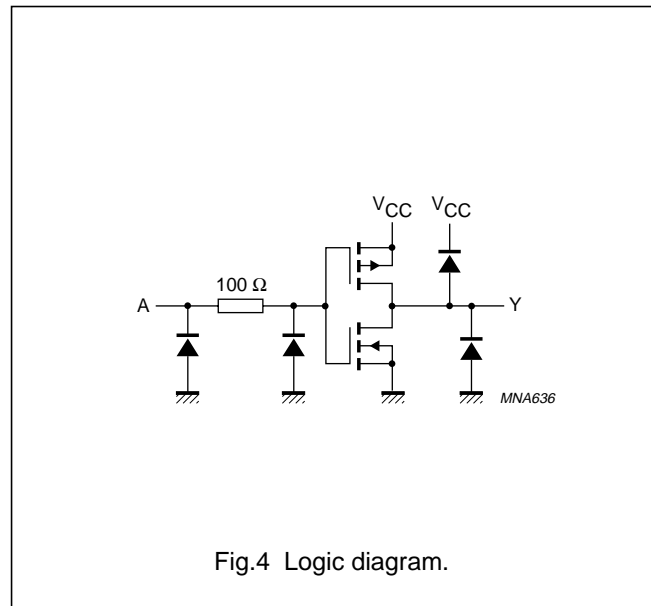 VCC VCC
100 Ω
A Y
MNA636
Fig.4 Logic diagram.